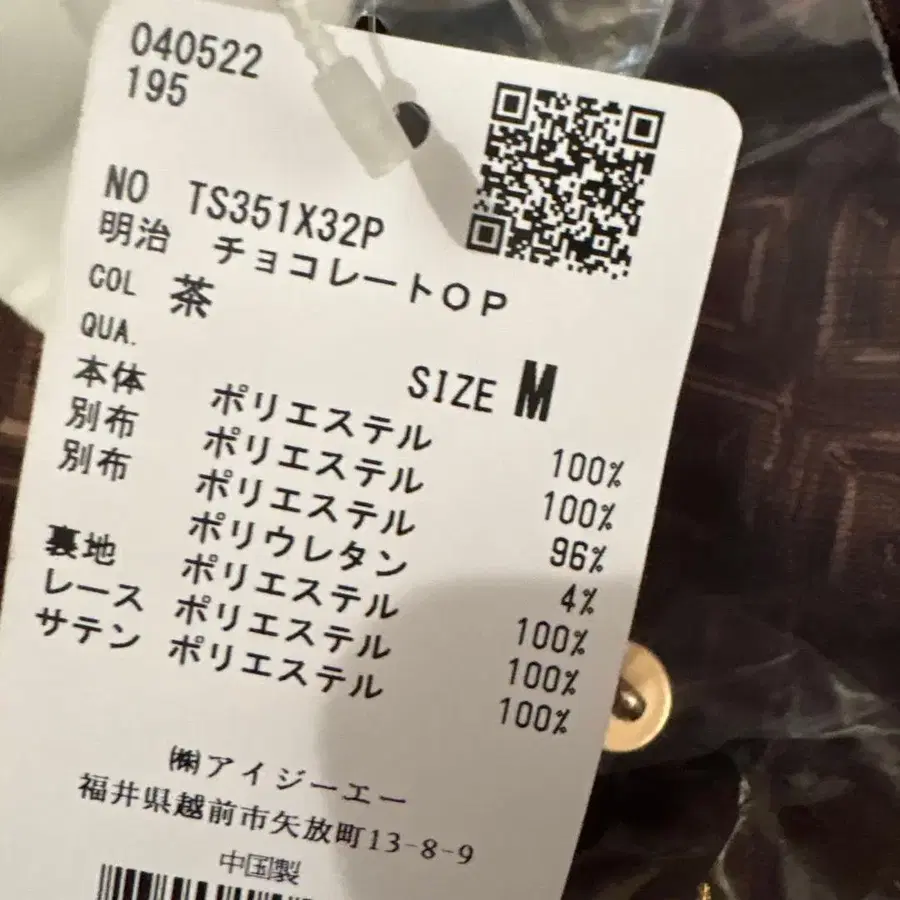 040522
195
NO TS351X32P
明治 チョコレートOP
COL 茶
QUA. SIZE M
本体 ポリエステル 100%
別布 ポリエステル 100%
別布 ポリエステル 96%
ポリウレタン 4%
裏地 ポリエステル 100%
レース ポリエステル 100%
サテン ポリエステル 100%
㈱アイジーエー
福井県越前市矢放町13-8-9
中国製